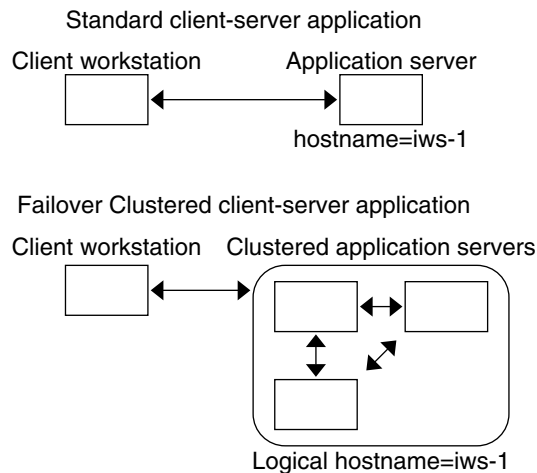 Standard client-server application
Client workstation
Application server
hostname=iws-1
Failover Clustered client-server application
Client workstation
Clustered application servers
Logical hostname=iws-1